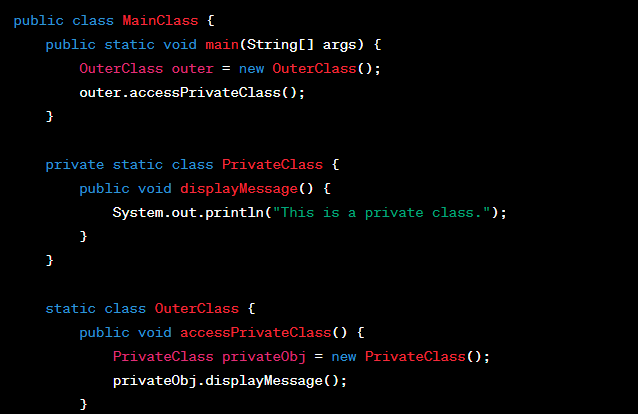 public class MainClass {
public static void main(String[] args) {
OuterClass outer = new OuterClass();
outer.accessPrivateClass();
}
private static class PrivateClass {
public void displayMessage() {
System.out.println("This is a private class.");
}
}
static class OuterClass {
public void accessPrivateClass() {
PrivateClass privateObj = new PrivateClass();
privateObj.displayMessage();
}